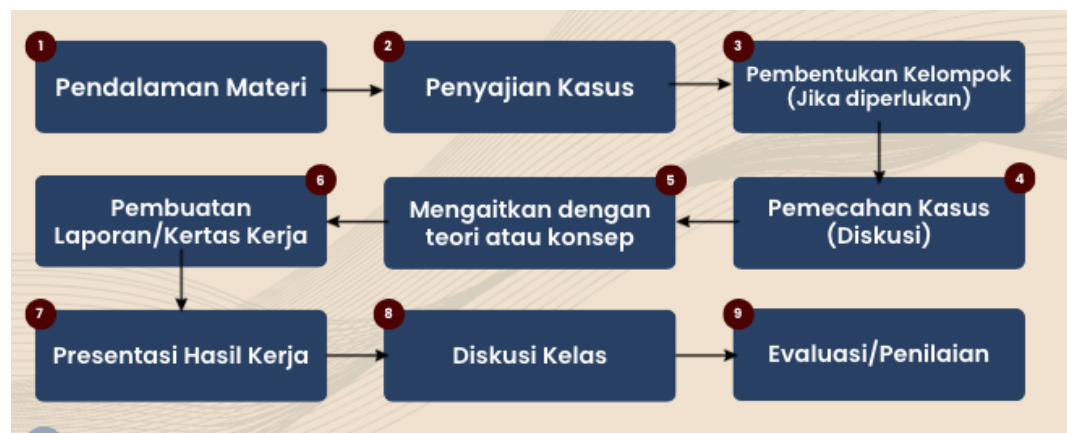 1
Pendalaman Materi
2
Penyajian Kasus
3
Pembentukan Kelompok
(Jika diperlukan)
4
Pemecahan Kasus
(Diskusi)
5
Mengaitkan dengan
teori atau konsep
6
Pembuatan
Laporan/Kertas Kerja
7
Presentasi Hasil Kerja
8
Diskusi Kelas
9
Evaluasi/Penilaian